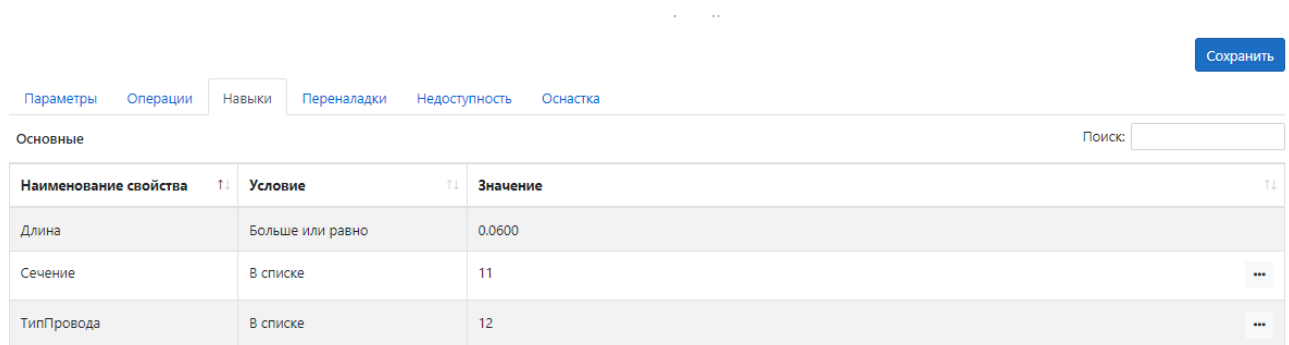 Сохранить
Параметры Операции Навыки Переналадки Недоступность Оснастка
Основные Поиск:
Наименование свойства Условие Значение
Длина Больше или равно 0.0600
Сечение В списке 11
ТипПровода В списке 12